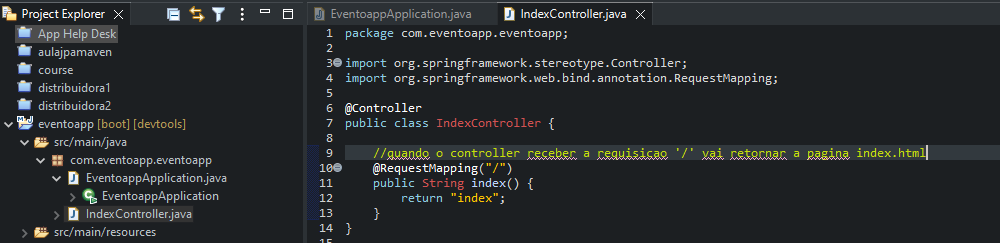 Project Explorer
App Help Desk
aulajpamaven
course
distribuidora1
distribuidora2
eventoapp [boot] [devtools]
src/main/java
com.eventoapp.eventoapp
EventoappApplication.java
EventoappApplication
IndexController.java
src/main/resources
EventoappApplication.java
IndexController.java
1 package com.eventoapp.eventoapp;
2
3 import org.springframework.stereotype.Controller;
4 import org.springframework.web.bind.annotation.RequestMapping;
5
6 @Controller
7 public class IndexController {
8
9 //quando o controller receber a requisicao '/' vai retornar a pagina index.html
10 @RequestMapping("/")
11 public String index() {
12 return "index";
13 }
14 }
15